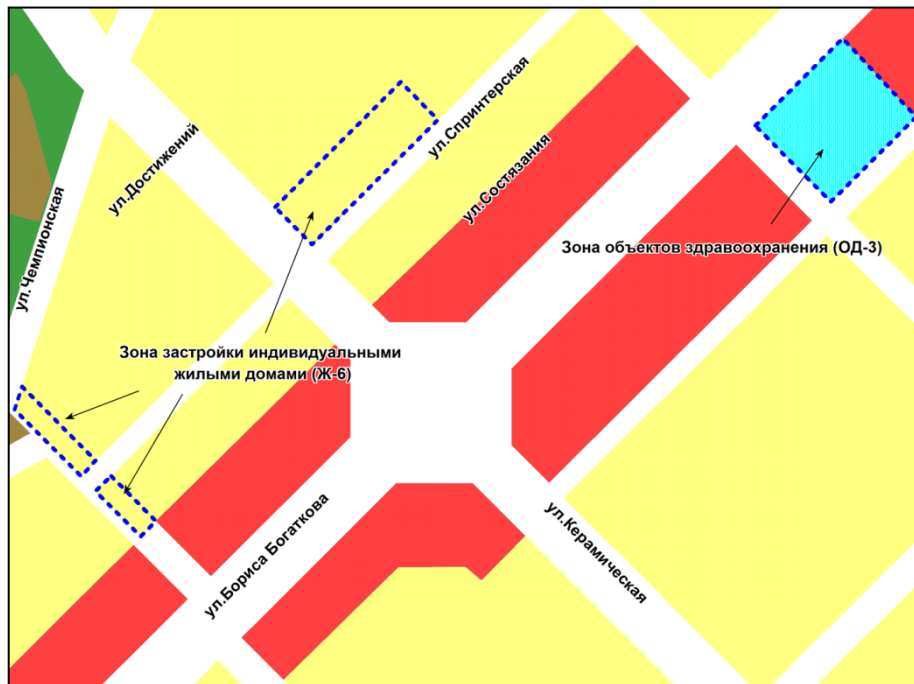 ул.Спринтерская
ул.Достижений
ул.Состязания
ул.Чемпионская
Зона объектов здравоохранения (ОД-3)
Зона застройки индивидуальными
жилыми домами (Ж-6)
ул.Бориса Богаткова
ул.Керамическая